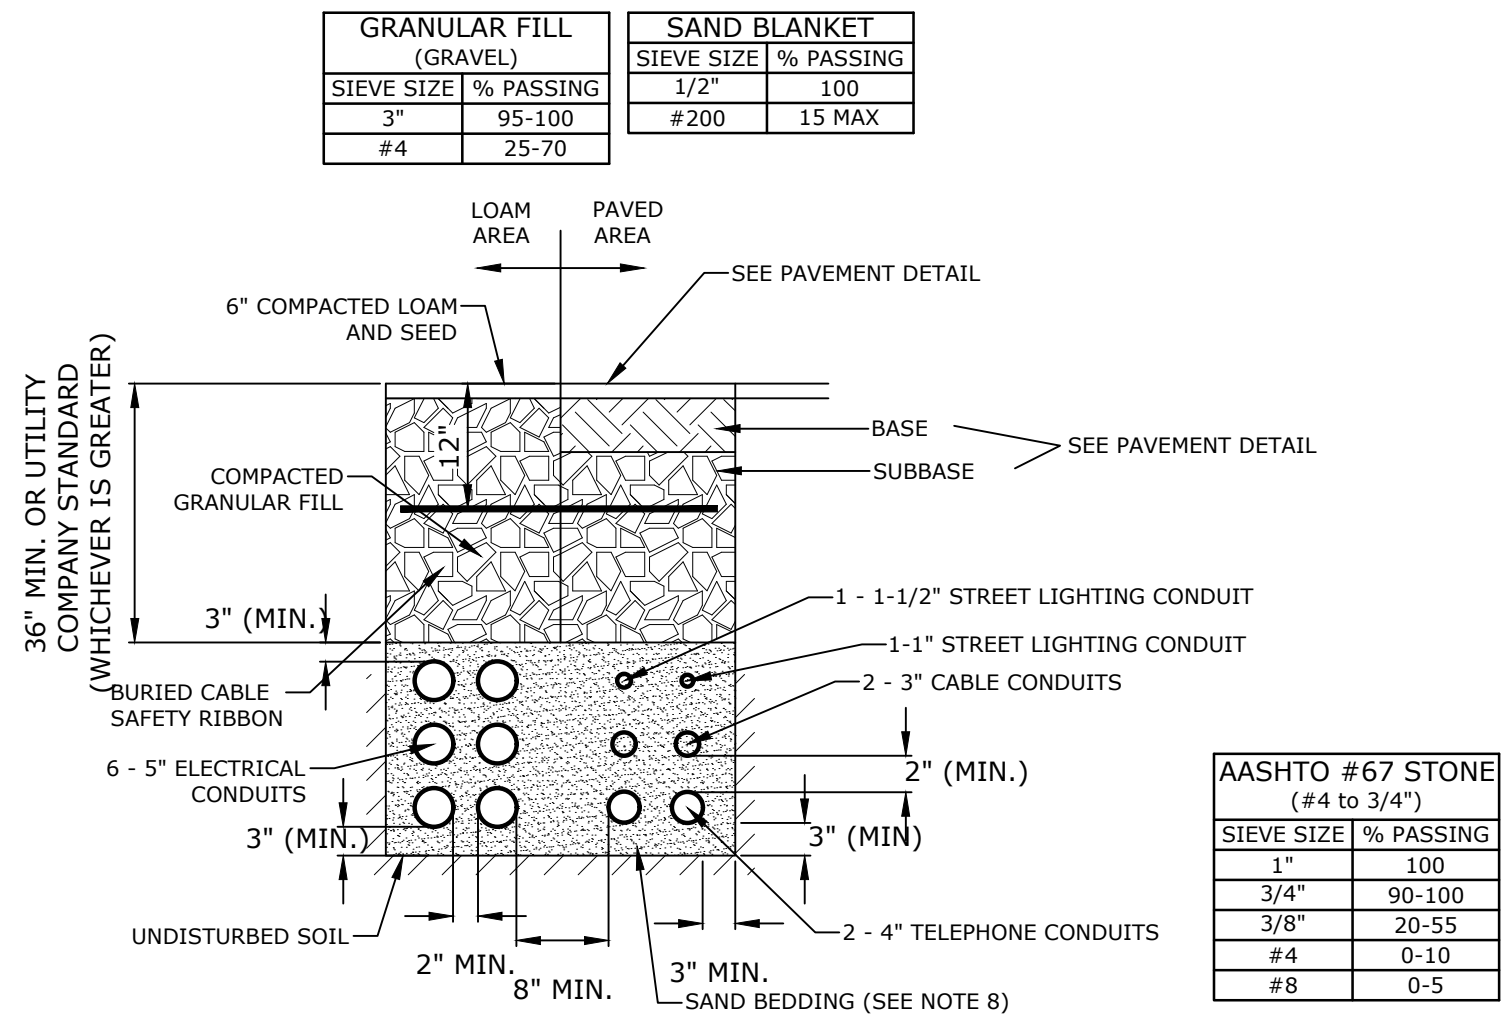 GRANULAR FILL
(GRAVEL)
SIEVE SIZE % PASSING
3" 95-100
#4 25-70
SAND BLANKET
SIEVE SIZE % PASSING
1/2" 100
#200 15 MAX
LOAM
AREA
PAVED
AREA
SEE PAVEMENT DETAIL
6" COMPACTED LOAM
AND SEED
36" MIN. OR UTILITY
COMPANY STANDARD
(WHICHEVER IS GREATER)
12"
BASE
SUBBASE
SEE PAVEMENT DETAIL
COMPACTED
GRANULAR FILL
3" (MIN.)
1 - 1-1/2" STREET LIGHTING CONDUIT
1-1" STREET LIGHTING CONDUIT
2 - 3" CABLE CONDUITS
BURIED CABLE
SAFETY RIBBON
6 - 5" ELECTRICAL
CONDUITS
2" (MIN.)
3" (MIN.)
3" (MIN)
UNDISTURBED SOIL
2 - 4" TELEPHONE CONDUITS
2" MIN.
8" MIN.
3" MIN.
SAND BEDDING (SEE NOTE 8)
AASHTO #67 STONE
(#4 to 3/4")
SIEVE SIZE % PASSING
1" 100
3/4" 90-100
3/8" 20-55
#4 0-10
#8 0-5